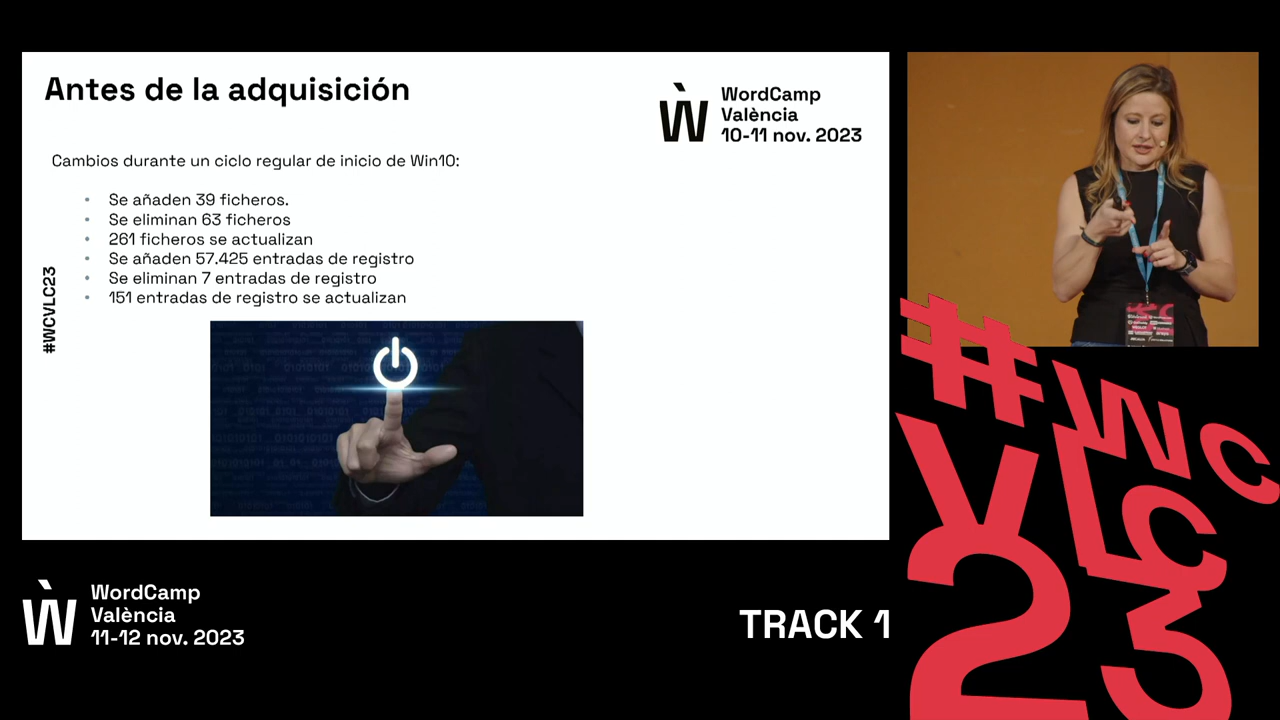 Antes de la adquisición
WordCamp
València
10-11 nov. 2023
Cambios durante un ciclo regular de inicio de Win10:
• Se añaden 39 ficheros.
• Se eliminan 63 ficheros
• 261 ficheros se actualizan
• Se añaden 57.425 entradas de registro
• Se eliminan 7 entradas de registro
• 151 entradas de registro se actualizan
#WCVLC23
WordCamp
València
11-12 nov. 2023
TRACK 1
#WC
VLC
23